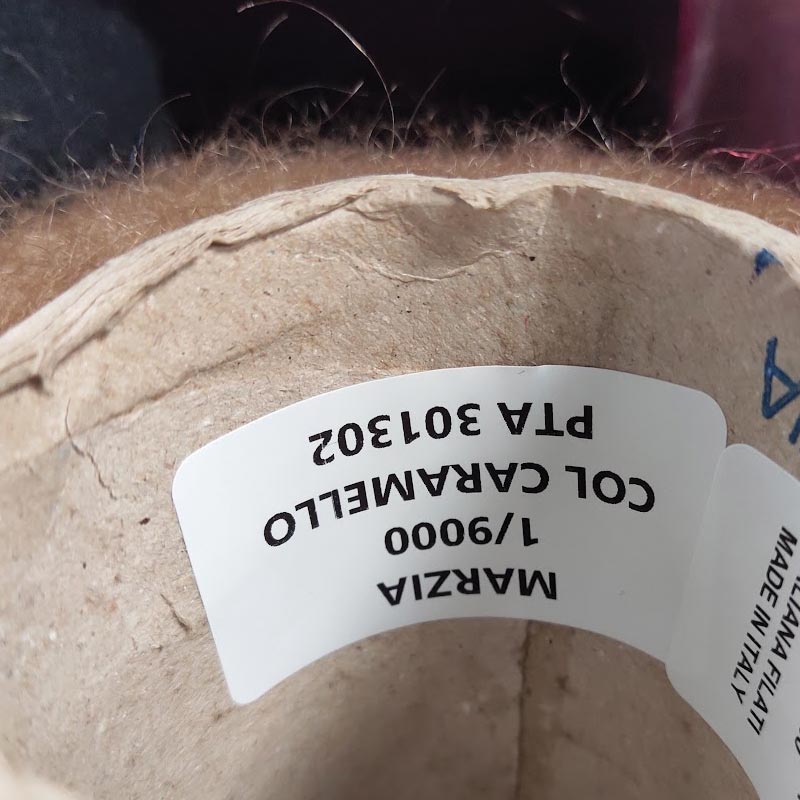 MARZIA
1/9000
COL CARAMELLO
PTA 301302
MADE IN ITALY
FILATI